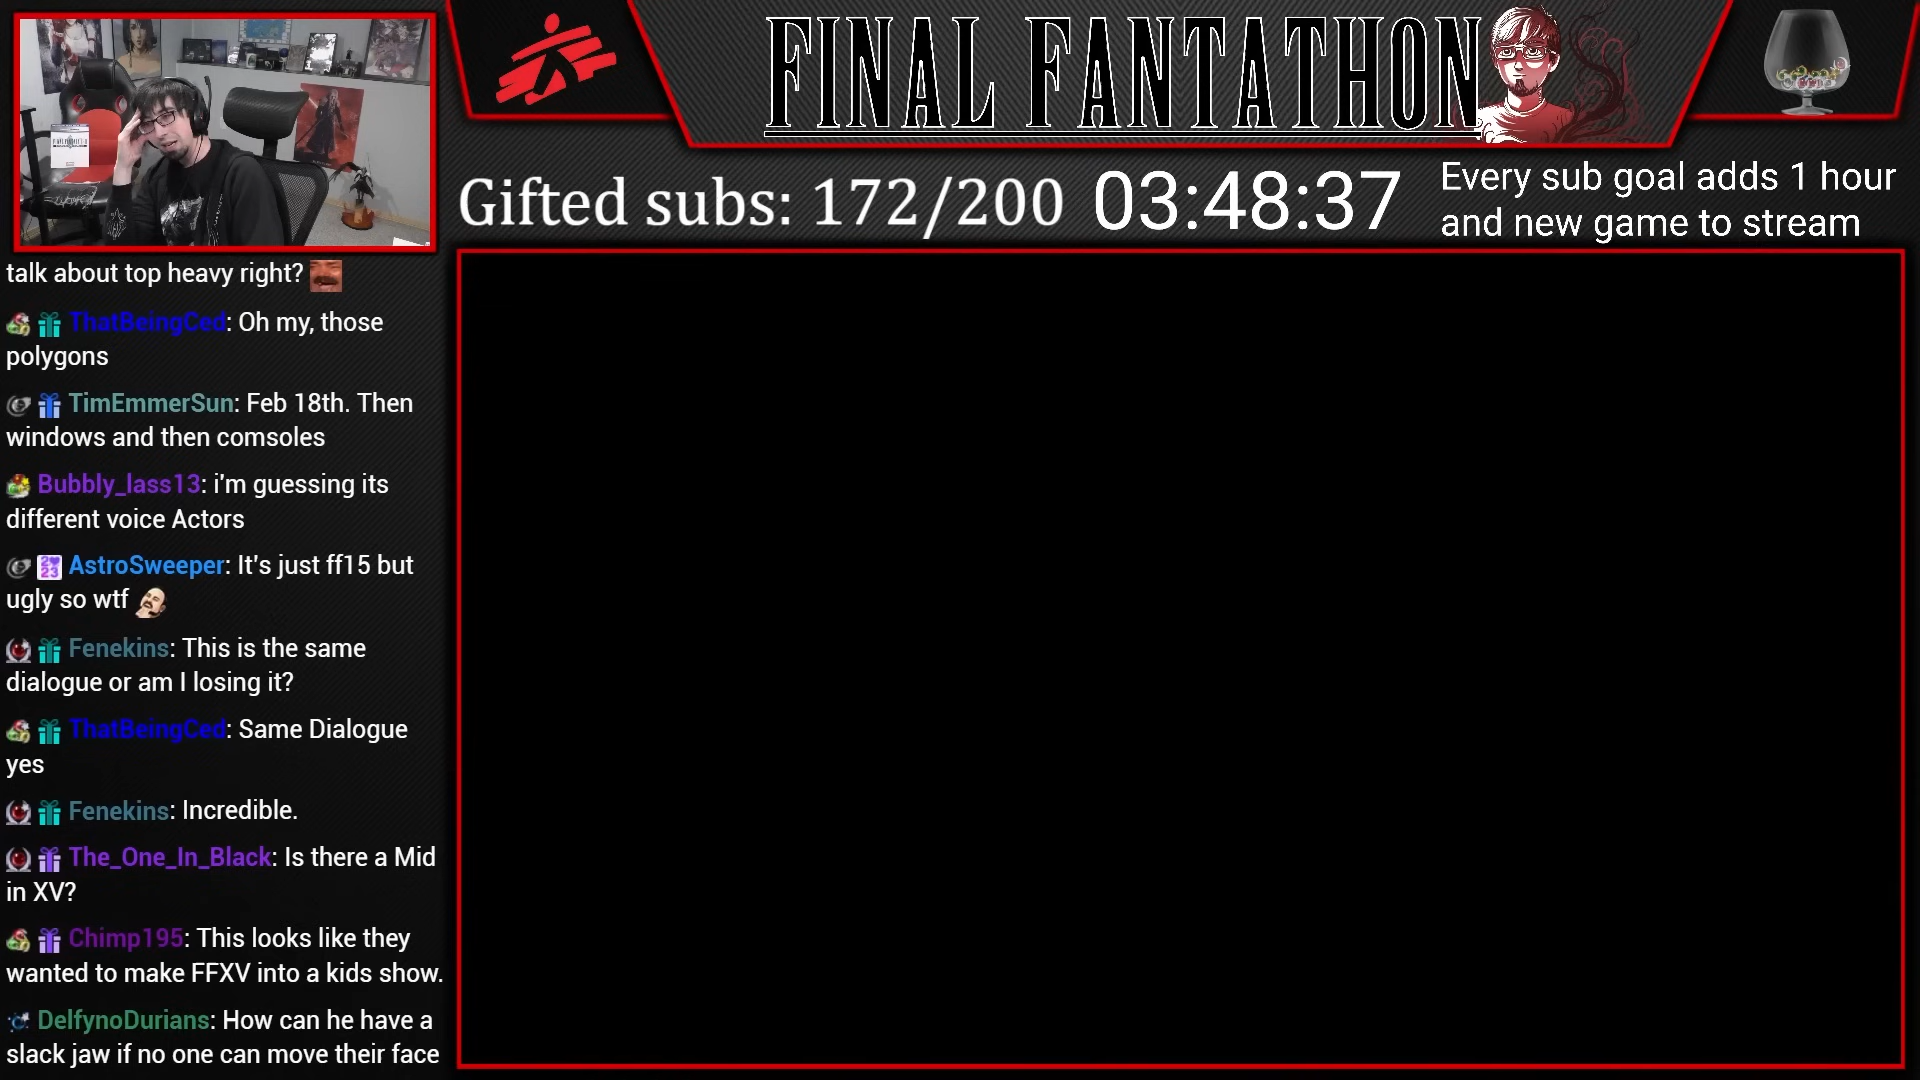 FINAL FANTATHON
Gifted subs: 172/200
03:48:37
Every sub goal adds 1 hour
and new game to stream
talk about top heavy right?
ThatBeingCed: Oh my, those
polygons
TimEmmerSun: Feb 18th. Then
windows and then comsoles
Bubbly_lass13: i'm guessing its
different voice Actors
AstroSweeper: It's just ff15 but
ugly so wtf
Fenekins: This is the same
dialogue or am I losing it?
ThatBeingCed: Same Dialogue
yes
Fenekins: Incredible.
The_One_In_Black: Is there a Mid
in XV?
Chimp195: This looks like they
wanted to make FFXV into a kids show.
DelfynoDurians: How can he have a
slack jaw if no one can move their face